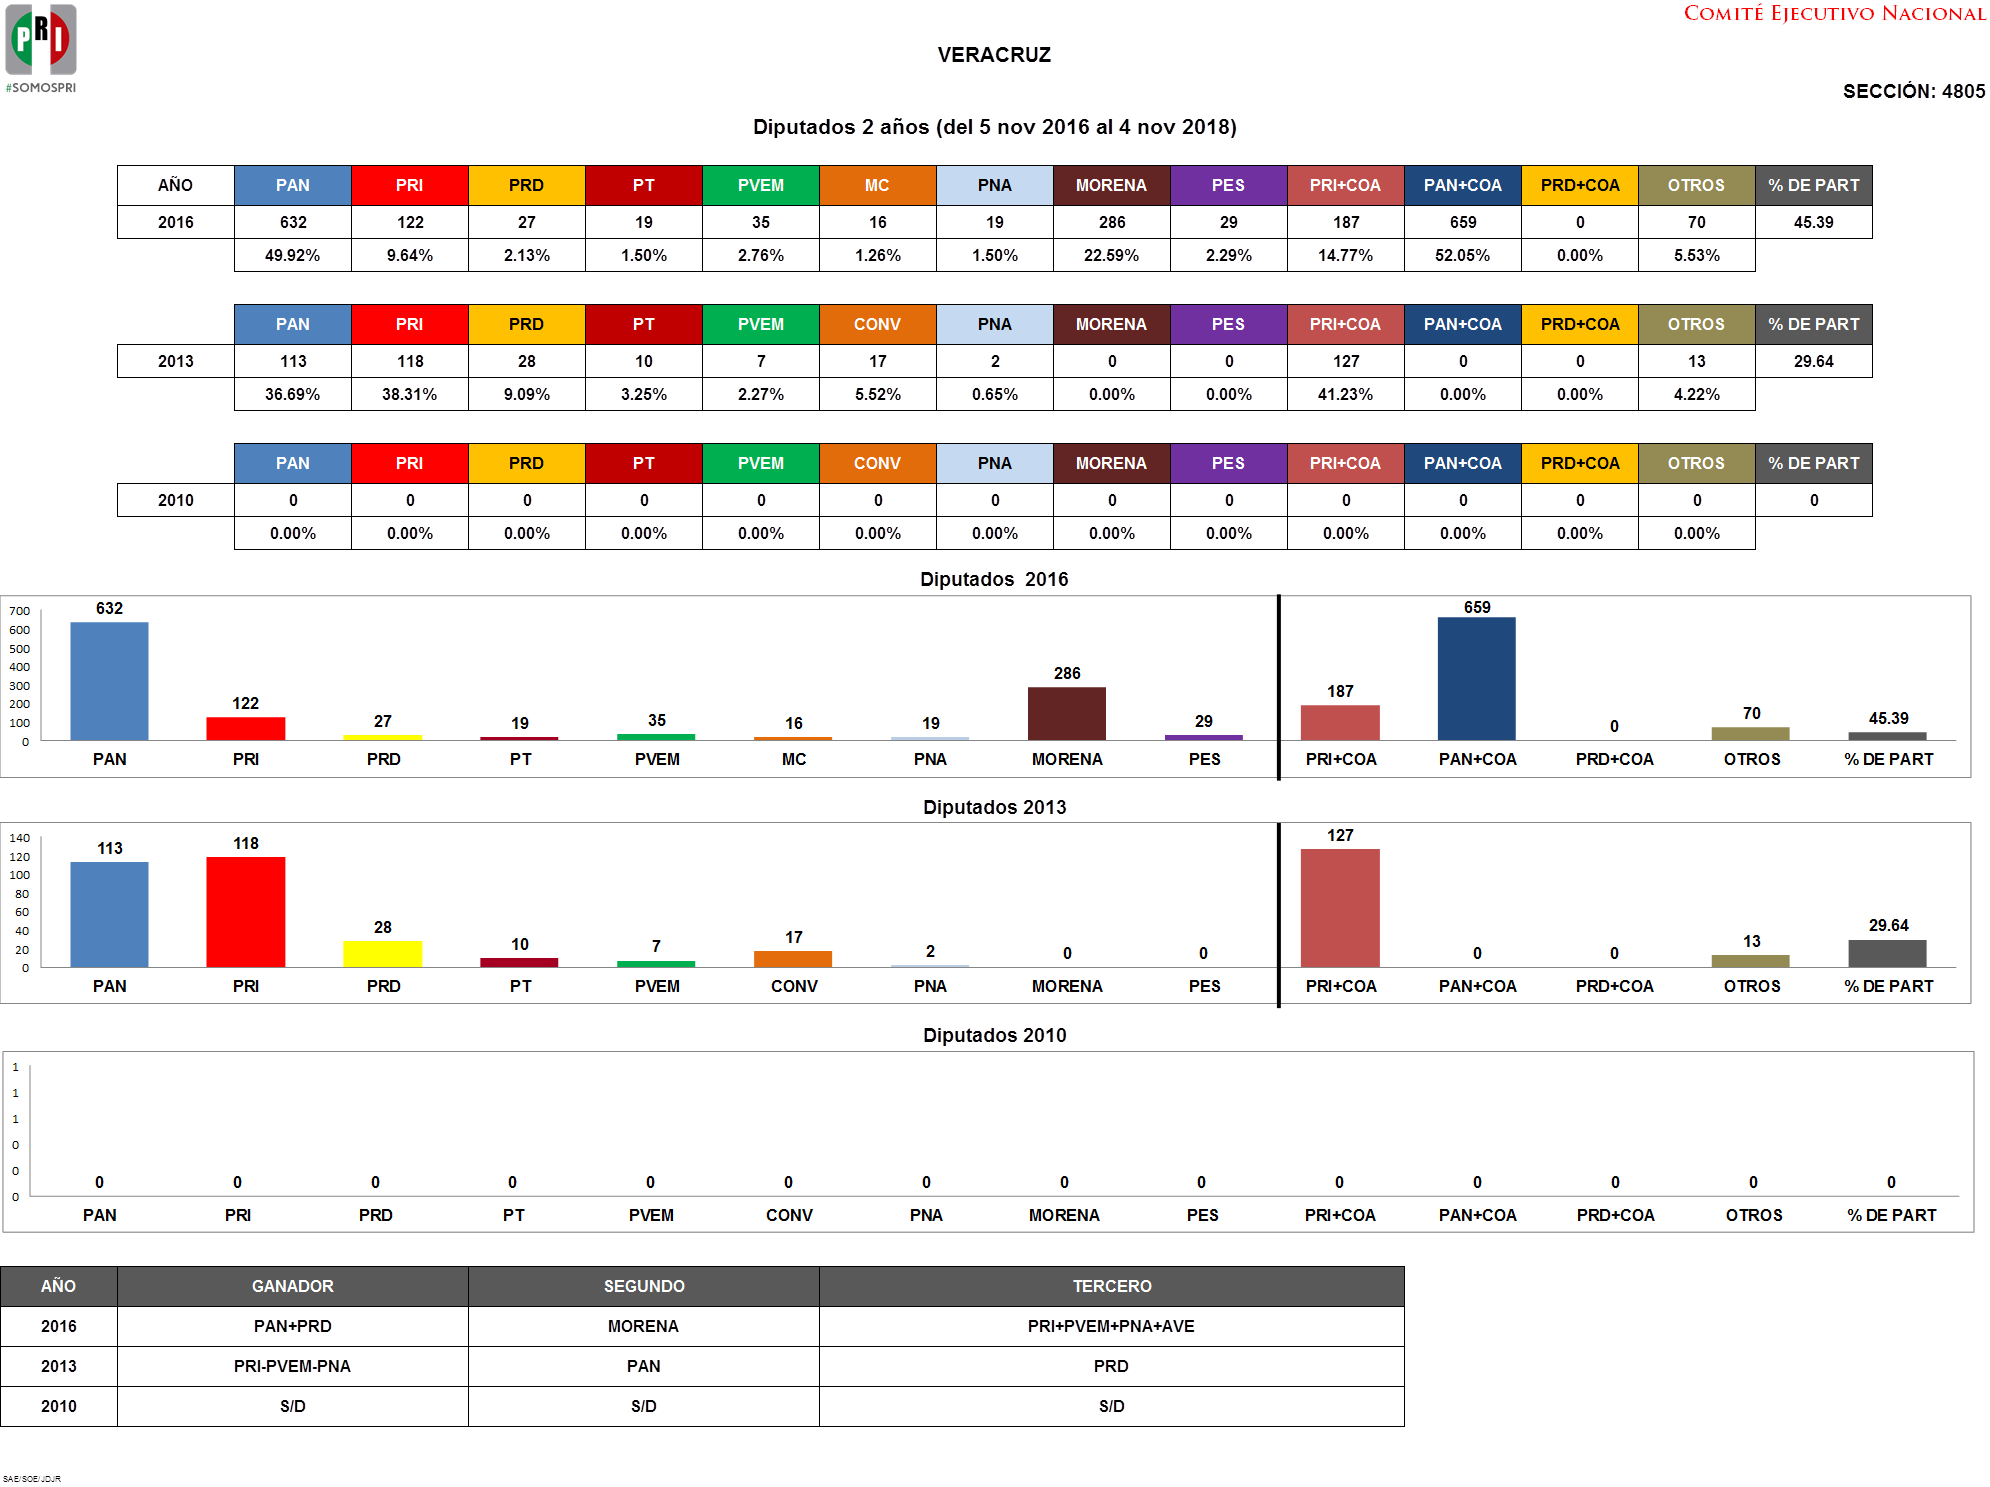 PRI
#SOMOSPRI
COMITÉ EJECUTIVO NACIONAL
VERACRUZ
SECCIÓN: 4805
Diputados 2 años (del 5 nov 2016 al 4 nov 2018)
AÑO PAN PRI PRD PT PVEM MC PNA MORENA PES PRI+COA PAN+COA PRD+COA OTROS % DE PART
2016 632 122 27 19 35 16 19 286 29 187 659 0 70 45.39
49.92% 9.64% 2.13% 1.50% 2.76% 1.26% 1.50% 22.59% 2.29% 14.77% 52.05% 0.00% 5.53%
PAN PRI PRD PT PVEM CONV PNA MORENA PES PRI+COA PAN+COA PRD+COA OTROS % DE PART
2013 113 118 28 10 7 17 2 0 0 127 0 0 13 29.64
36.69% 38.31% 9.09% 3.25% 2.27% 5.52% 0.65% 0.00% 0.00% 41.23% 0.00% 0.00% 4.22%
PAN PRI PRD PT PVEM CONV PNA MORENA PES PRI+COA PAN+COA PRD+COA OTROS % DE PART
2010 0 0 0 0 0 0 0 0 0 0 0 0 0 0
0.00% 0.00% 0.00% 0.00% 0.00% 0.00% 0.00% 0.00% 0.00% 0.00% 0.00% 0.00% 0.00%
Diputados 2016
700
600
500
400
300
200
100
0
632 122 27 19 35 16 19 286 29 187 659 0 70 45.39
PAN PRI PRD PT PVEM MC PNA MORENA PES PRI+COA PAN+COA PRD+COA OTROS % DE PART
Diputados 2013
140
120
100
80
60
40
20
0
113 118 28 10 7 17 2 0 0 127 0 0 13 29.64
PAN PRI PRD PT PVEM CONV PNA MORENA PES PRI+COA PAN+COA PRD+COA OTROS % DE PART
Diputados 2010
1
1
1
0
0
0
0 0 0 0 0 0 0 0 0 0 0 0 0 0
PAN PRI PRD PT PVEM CONV PNA MORENA PES PRI+COA PAN+COA PRD+COA OTROS % DE PART
AÑO GANADOR SEGUNDO TERCERO
2016 PAN+PRD MORENA PRI+PVEM+PNA+AVE
2013 PRI-PVEM-PNA PAN PRD
2010 S/D S/D S/D
SAE/SOE/JDJR